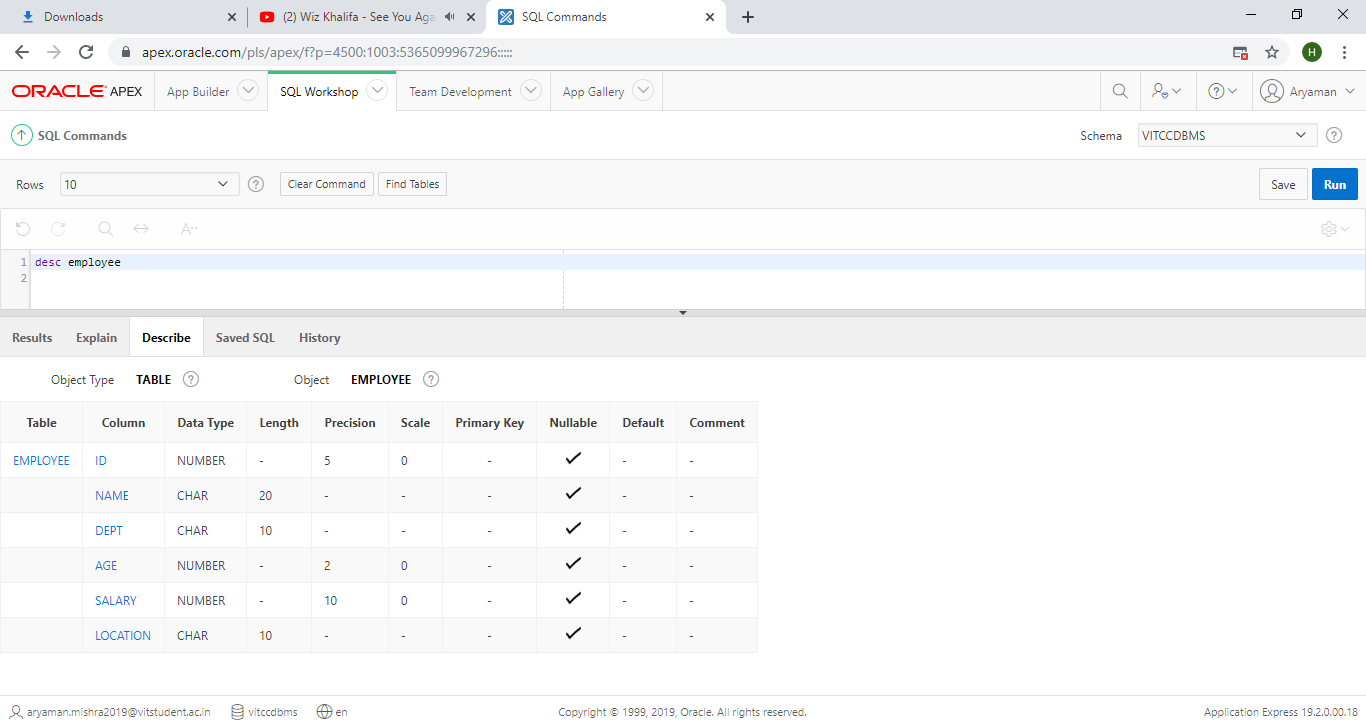 Downloads (2) Wiz Khalifa - See You Aga SQL Commands
apex.oracle.com/pls/apex/f?p=4500:1003:5365099967296::::: H
ORACLE APEX App Builder SQL Workshop Team Development App Gallery ? Aryaman
SQL Commands Schema VITCCDBMS ?
Rows 10 ? Clear Command Find Tables Save Run
A··
1 desc employee
2
Results Explain Describe Saved SQL History
Object Type TABLE ? Object EMPLOYEE ?
Table Column Data Type Length Precision Scale Primary Key Nullable Default Comment
EMPLOYEE ID NUMBER - 5 0 - ✓ - -
NAME CHAR 20 - - - ✓ - -
DEPT CHAR 10 - - - ✓ - -
AGE NUMBER - 2 0 - ✓ - -
SALARY NUMBER - 10 0 - ✓ - -
LOCATION CHAR 10 - - - ✓ - -
aryaman.mishra2019@vitstudent.ac.in vitccdbms en Copyright © 1999, 2019, Oracle. All rights reserved. Application Express 19.2.0.00.18